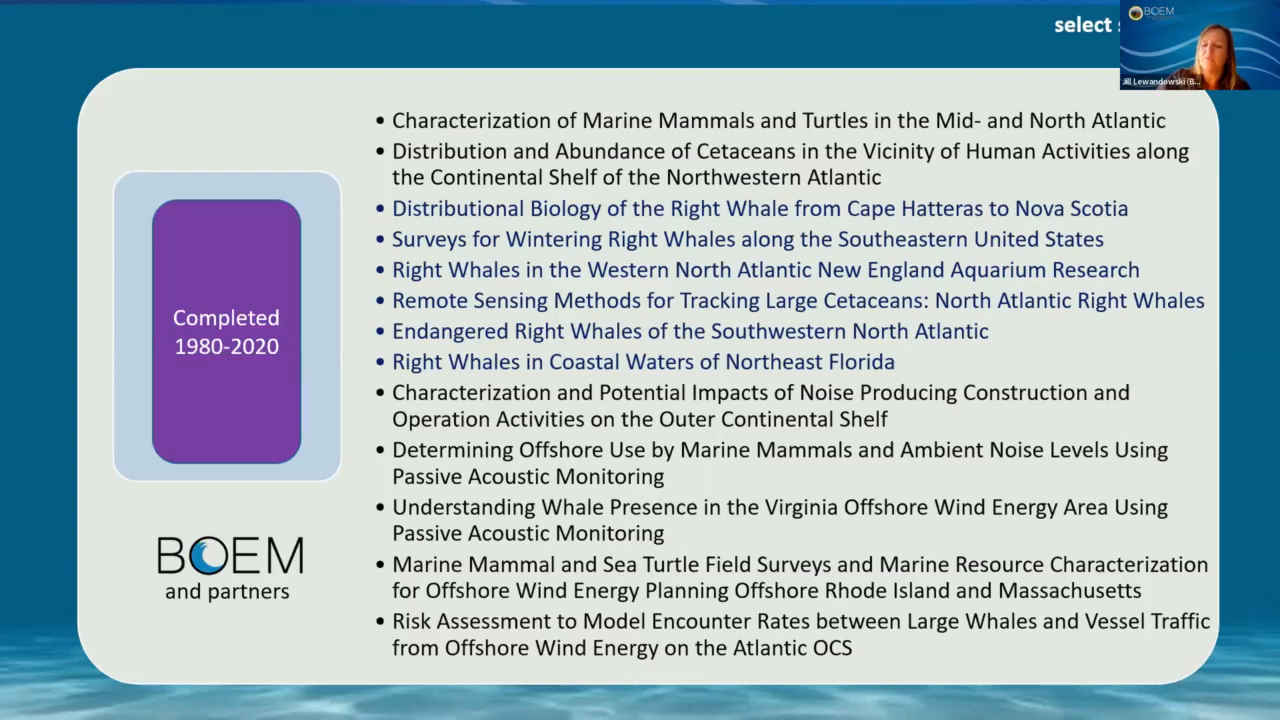 select
BOEM
Jill Lewandowski (B...
• Characterization of Marine Mammals and Turtles in the Mid- and North Atlantic
• Distribution and Abundance of Cetaceans in the Vicinity of Human Activities along
the Continental Shelf of the Northwestern Atlantic
• Distributional Biology of the Right Whale from Cape Hatteras to Nova Scotia
• Surveys for Wintering Right Whales along the Southeastern United States
• Right Whales in the Western North Atlantic New England Aquarium Research
• Remote Sensing Methods for Tracking Large Cetaceans: North Atlantic Right Whales
• Endangered Right Whales of the Southwestern North Atlantic
• Right Whales in Coastal Waters of Northeast Florida
• Characterization and Potential Impacts of Noise Producing Construction and
Operation Activities on the Outer Continental Shelf
• Determining Offshore Use by Marine Mammals and Ambient Noise Levels Using
Passive Acoustic Monitoring
• Understanding Whale Presence in the Virginia Offshore Wind Energy Area Using
Passive Acoustic Monitoring
• Marine Mammal and Sea Turtle Field Surveys and Marine Resource Characterization
for Offshore Wind Energy Planning Offshore Rhode Island and Massachusetts
• Risk Assessment to Model Encounter Rates between Large Whales and Vessel Traffic
from Offshore Wind Energy on the Atlantic OCS
Completed
1980-2020
BOEM
and partners